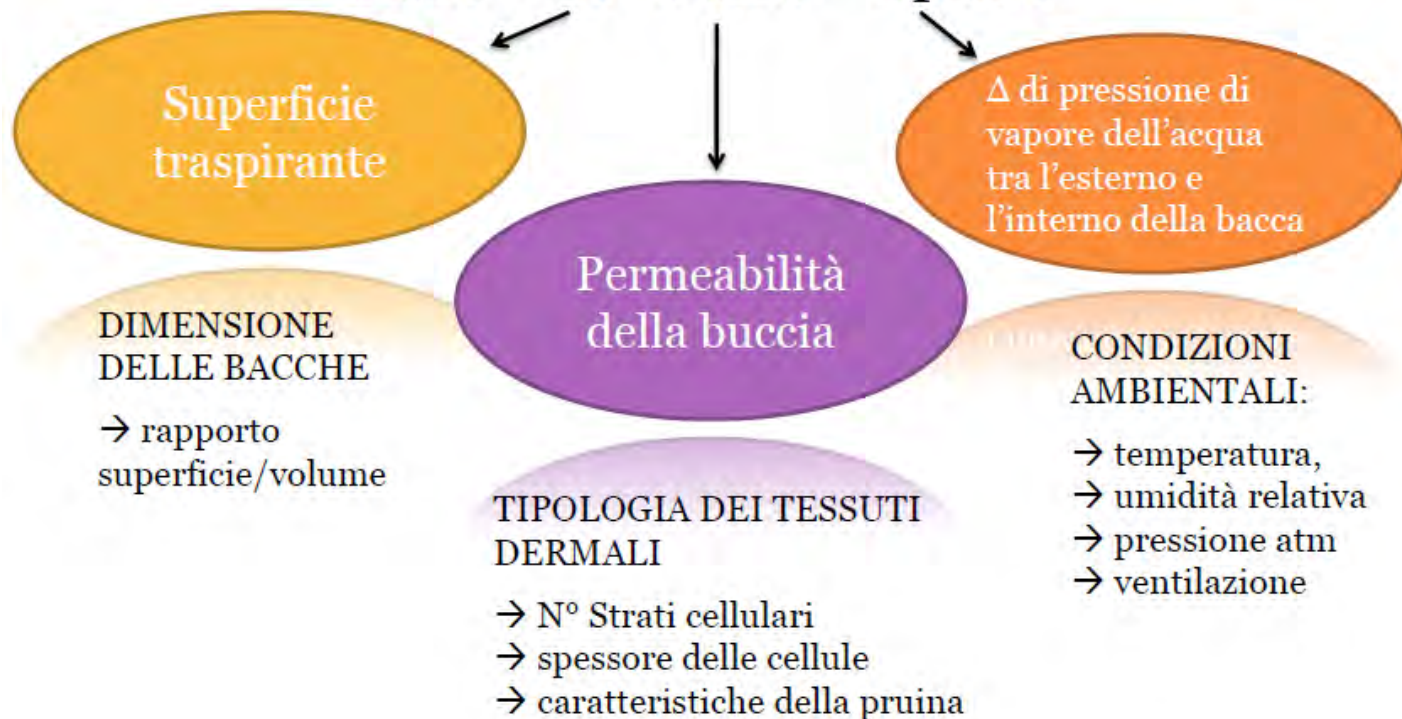 Superficie
traspirante
Δ di pressione di
vapore dell'acqua
tra l'esterno e
l'interno della bacca
Permeabilità
della buccia
DIMENSIONE
DELLE BACCHE
→ rapporto
superficie/volume
TIPOLOGIA DEI TESSUTI
DERMALI
→ N° Strati cellulari
→ spessore delle cellule
→ caratteristiche della pruina
CONDIZIONI
AMBIENTALI:
→ temperatura,
→ umidità relativa
→ pressione atm
→ ventilazione